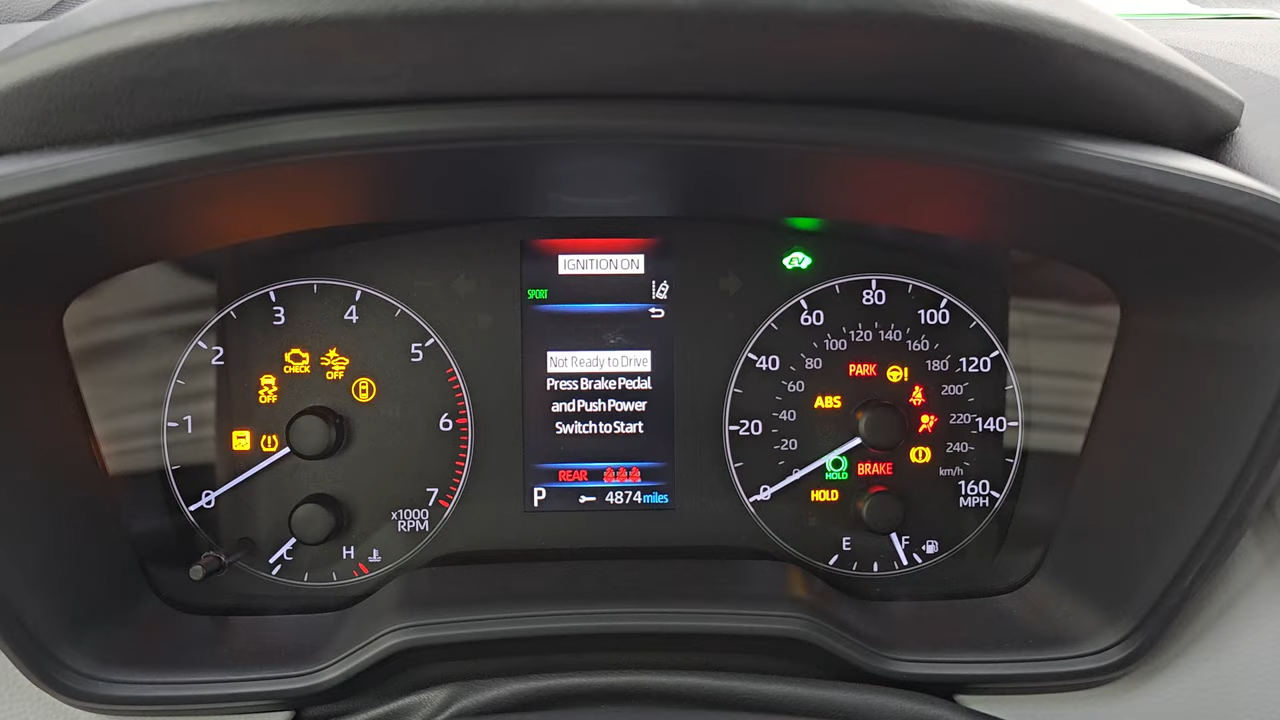 3
4
2
5
1
6
0
7
x1000
RPM
CHECK
OFF
OFF
C
H
IGNITION ON
SPORT
Not Ready to Drive
Press Brake Pedal
and Push Power
Switch to Start
REAR
P
4874 miles
EV
80
60
100
40
120
20
140
0
160
MPH
120
140
100
160
80
180
60
200
40
220
20
240
km/h
PARK
ABS
HOLD
BRAKE
HOLD
E
F